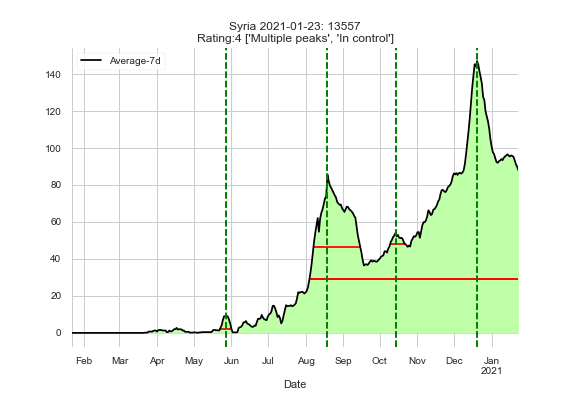 Syria 2021-01-23: 13557
Rating:4 ['Multiple peaks', 'In control']
Average-7d
140
120
100
80
60
40
20
0
Feb Mar Apr May Jun Jul Aug Sep Oct Nov Dec Jan
2021
Date